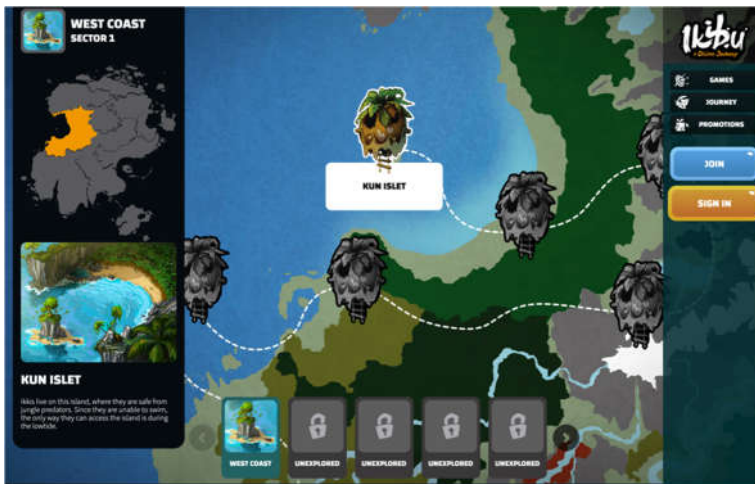 WEST COAST
SECTOR 1
KUN ISLET
Ikkis live on this island, where they are safe from
jungle predators. Since they are unable to swim,
the only way they can access the island is during
the lowtide.
KUN ISLET
WEST COAST
UNEXPLORED
UNEXPLORED
UNEXPLORED
UNEXPLORED
Ikibu
a Divine Journey
GAMES
JOURNEY
PROMOTIONS
JOIN
SIGN IN